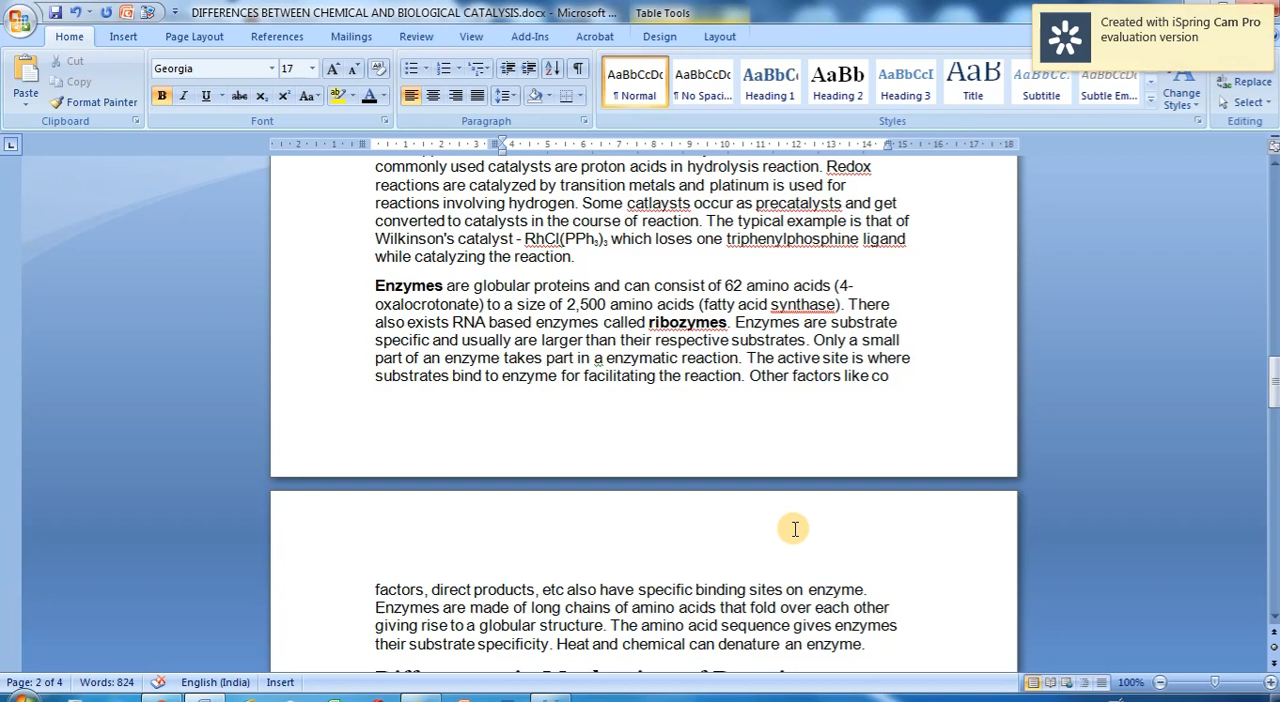 DIFFERENCES BETWEEN CHEMICAL AND BIOLOGICAL CATALYSIS.docx - Microsoft ...
Table Tools
Created with iSpring Cam Pro
evaluation version
Home Insert Page Layout References Mailings Review View Add-Ins Acrobat Design Layout
Paste
Cut
Copy
Format Painter
Clipboard
Georgia 17
Font
Paragraph
AaBbCcDc AaBbCcDc AaBbC AaBb AaBbCcI AaB AaBbCcL AaBbCcDc
¶ Normal ¶ No Spaci... Heading 1 Heading 2 Heading 3 Title Subtitle Subtle Em...
Change
Styles
Styles
Replace
Select
Editing
commonly used catalysts are proton acids in hydrolysis reaction. Redox
reactions are catalyzed by transition metals and platinum is used for
reactions involving hydrogen. Some catlaysts occur as precatalysts and get
converted to catalysts in the course of reaction. The typical example is that of
Wilkinson's catalyst - RhCl(PPh₃)₃ which loses one triphenylphosphine ligand
while catalyzing the reaction.
Enzymes are globular proteins and can consist of 62 amino acids (4-
oxalocrotonate) to a size of 2,500 amino acids (fatty acid synthase). There
also exists RNA based enzymes called ribozymes. Enzymes are substrate
specific and usually are larger than their respective substrates. Only a small
part of an enzyme takes part in a enzymatic reaction. The active site is where
substrates bind to enzyme for facilitating the reaction. Other factors like co
factors, direct products, etc also have specific binding sites on enzyme.
Enzymes are made of long chains of amino acids that fold over each other
giving rise to a globular structure. The amino acid sequence gives enzymes
their substrate specificity. Heat and chemical can denature an enzyme.
Page: 2 of 4 Words: 824 English (India) Insert 100%